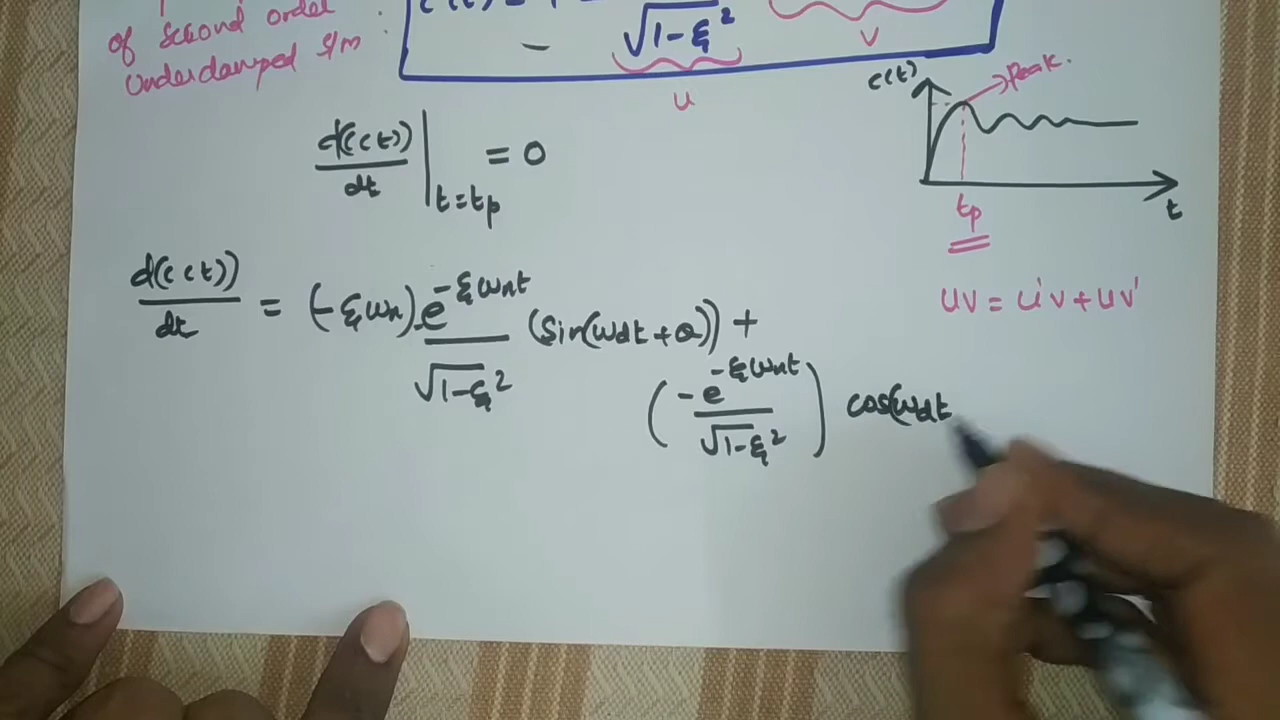 of second order
Underdamped s/m :
c(t) = 1 -
√1-ξ²
u
v
d(c(t))/dt | t=tp = 0
c(t)
Peak.
tp
t
d(c(t))/dt = (-ξωn) . -e^-ξωnt / √1-ξ² (sin(ωdt+θ)) +
(-e^-ξωnt / √1-ξ²) cos(ωdt
uv = u'v + uv'